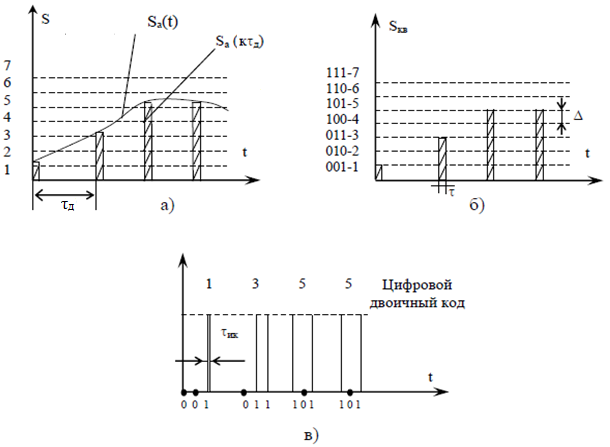 S
Sа(t)
Sа (кτд)
7
6
5
4
3
2
1
t
τд
а)
Sкв
111-7
110-6
101-5
100-4
011-3
010-2
001-1
Δ
t
τ
б)
1 3 5 5
Цифровой
двоичный код
τик
t
0 0 1 0 1 1 1 0 1 1 0 1
в)